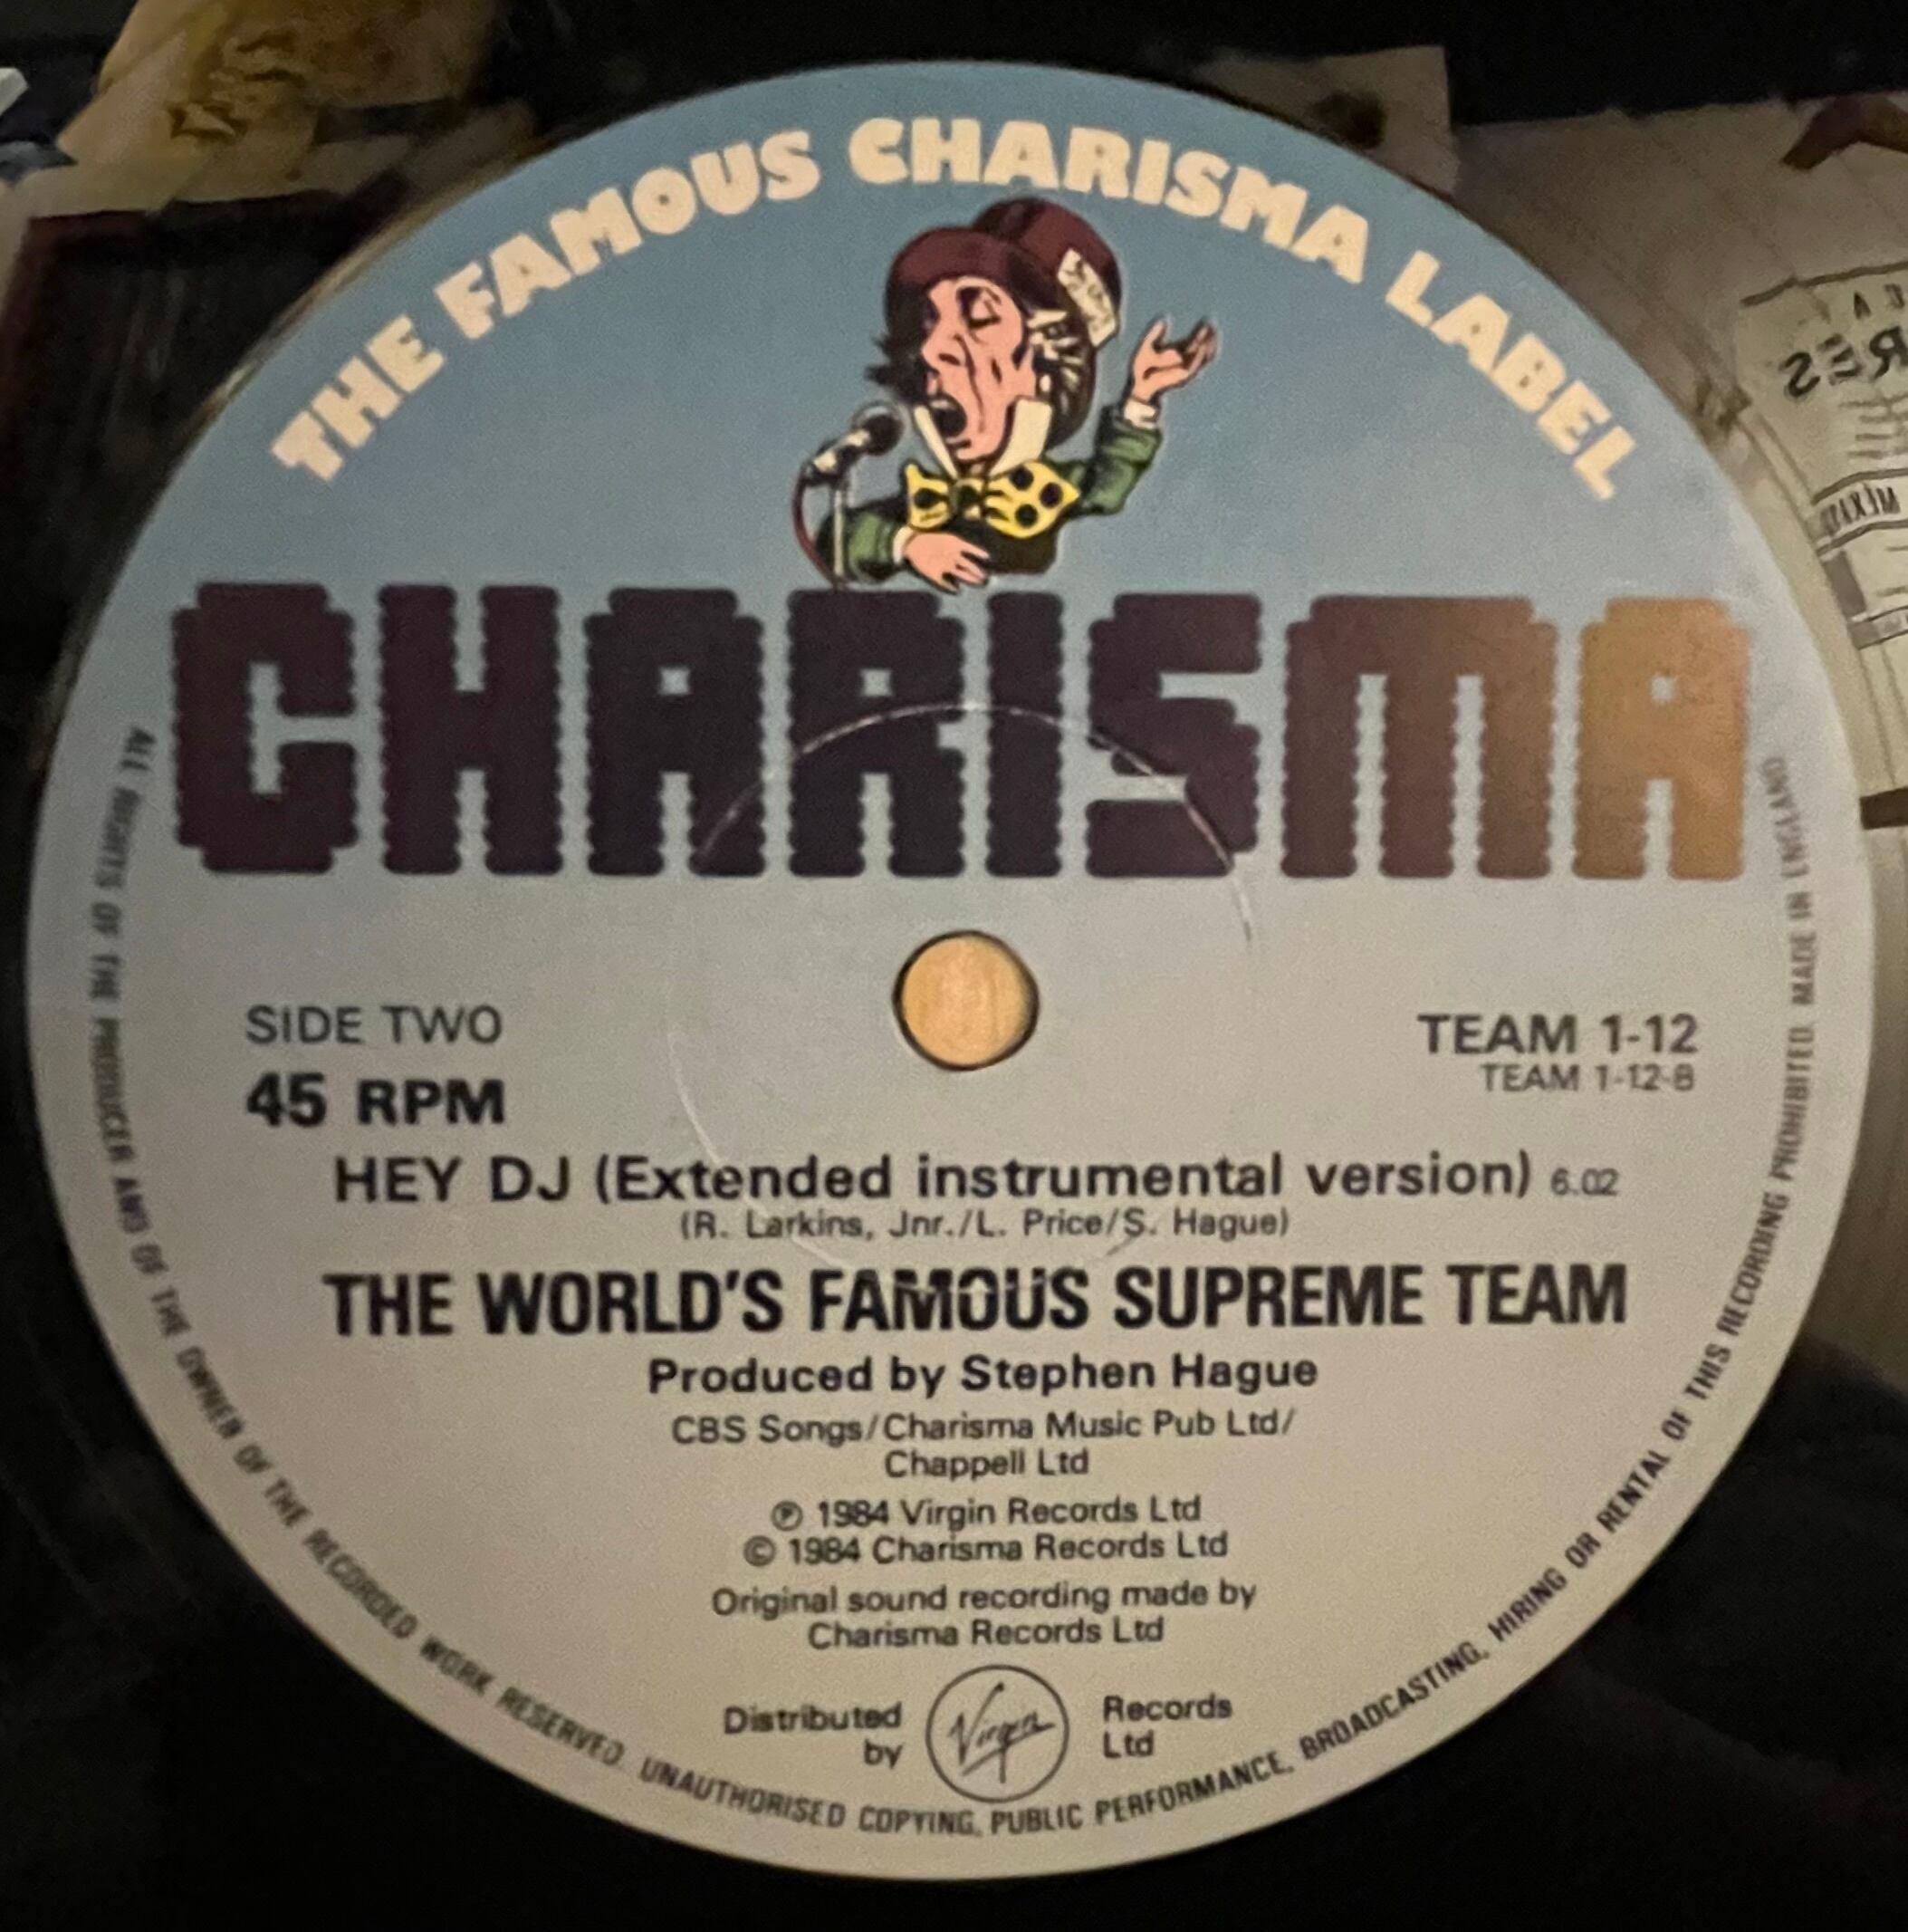 THE FAMOUS CHARISMA LABEL
CHARISMA
SIDE TWO
45 RPM
TEAM 1-12
TEAM 1-12-B
HEY DJ (Extended instrumental version) 6.02
(R. Larkins, Jnr./L. Price/S. Hague)
THE WORLD'S FAMOUS SUPREME TEAM
Produced by Stephen Hague
CBS Songs/Charisma Music Pub Ltd/
Chappell Ltd
℗ 1984 Virgin Records Ltd
© 1984 Charisma Records Ltd
Original sound recording made by
Charisma Records Ltd
Distributed
by
Virgin
Records
Ltd
ALL RIGHTS OF THE PRODUCER AND OF THE OWNER OF THE RECORDED WORK RESERVED. UNAUTHORISED COPYING, PUBLIC PERFORMANCE, BROADCASTING, HIRING OR RENTAL OF THIS RECORDING PROHIBITED. MADE IN ENGLAND